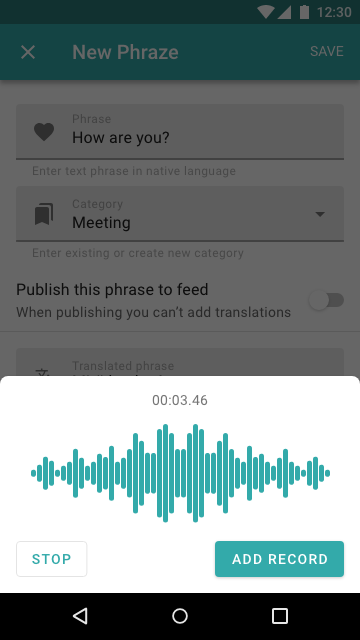 12:30
New Phraze
SAVE
Phrase
How are you?
Enter text phrase in native language
Category
Meeting
Enter existing or create new category
Publish this phrase to feed
When publishing you can't add translations
Translated phrase
00:03.46
STOP
ADD RECORD